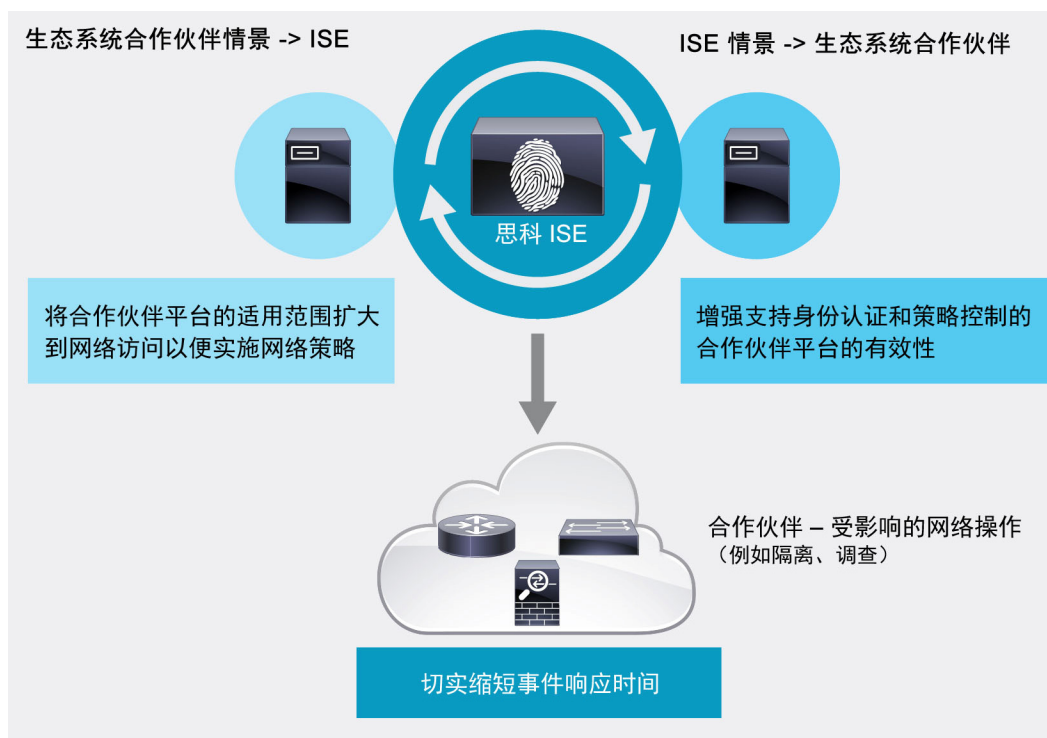 生态系统合作伙伴情景 -> ISE
ISE 情景 -> 生态系统合作伙伴
思科 ISE
将合作伙伴平台的适用范围扩大
到网络访问以便实施网络策略
增强支持身份认证和策略控制的
合作伙伴平台的有效性
合作伙伴 – 受影响的网络操作
（例如隔离、调查）
切实缩短事件响应时间